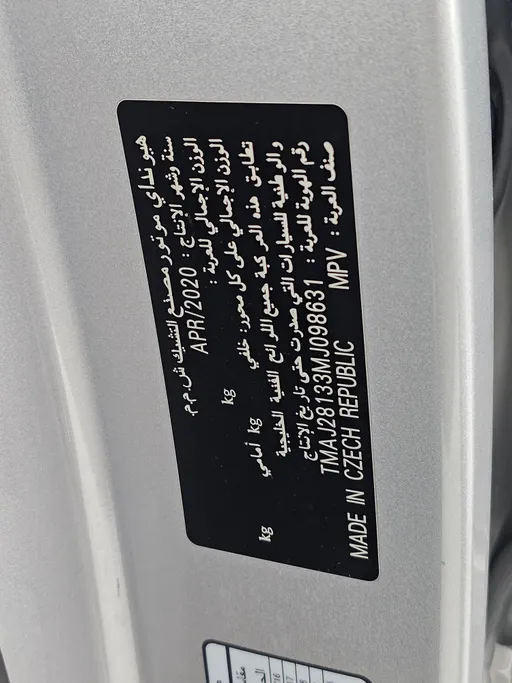 هيونداي موتور مصنع التشيك ش.م.م.
سنة وشهر الإنتاج : APR/2020
الوزن الإجمالي للعربة : kg
الوزن الإجمالي على كل محور: خلفي kg أمامي kg
تطابق هذه العركبة جميع اللرائع الفنية الخليجية
والوطنية للسيارات التي صدرت حتى تاريخ الإنتاج
رقم الهوية للعربة : TMAJ28133MJ098631
صنف العربة : MPV
MADE IN CZECH REPUBLIC